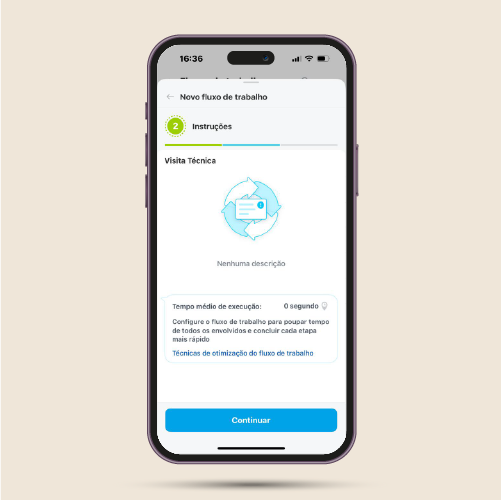 16:36
Novo fluxo de trabalho
2 Instruções
Visita Técnica
Nenhuma descrição
Tempo médio de execução: 0 segundo
Configure o fluxo de trabalho para poupar tempo
de todos os envolvidos e concluir cada etapa
mais rápido
Técnicas de otimização do fluxo de trabalho
Continuar